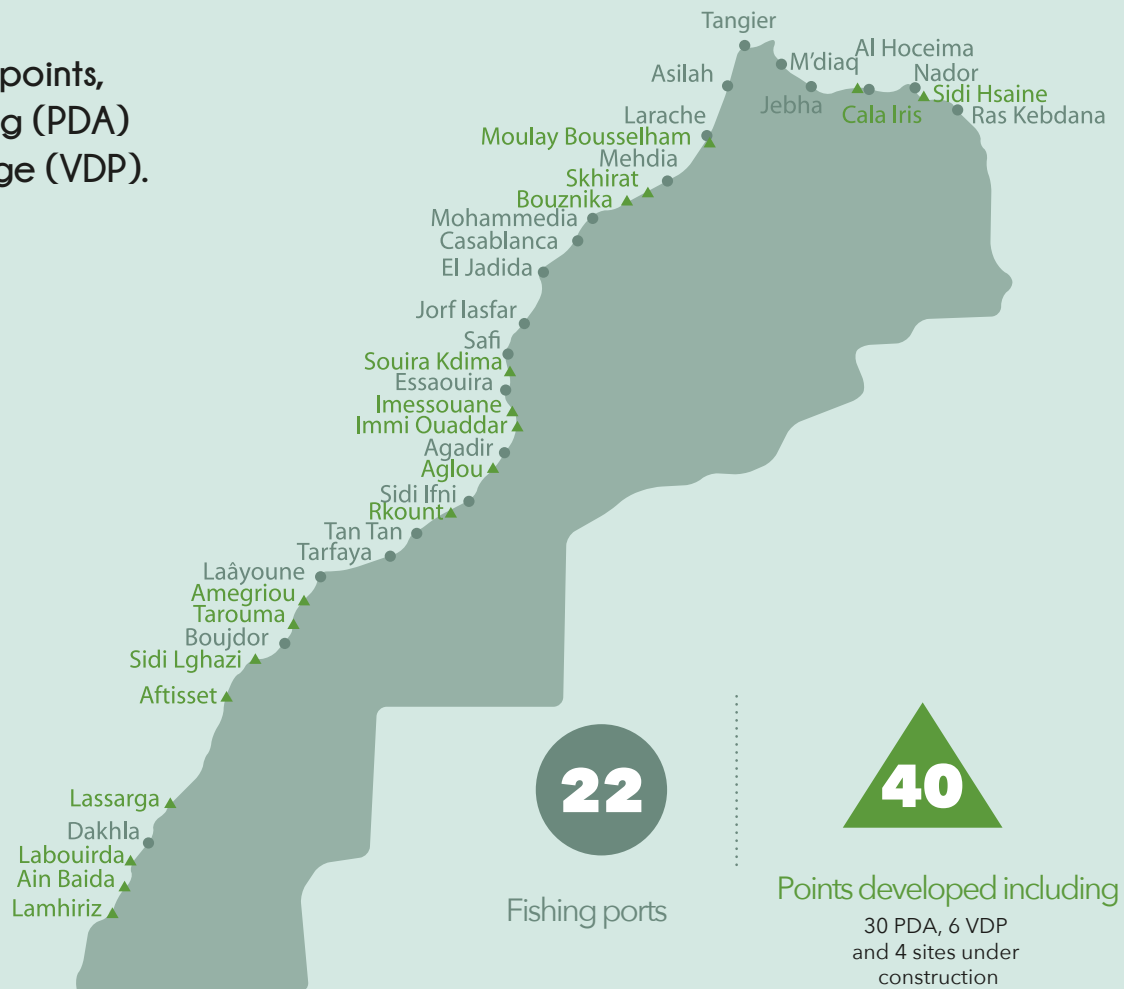 points,
g (PDA)
ge (VDP).
Tangier
Al Hoceima
M'diaq
Nador
Asilah
Sidi Hsaine
Jebha
Cala Iris
Ras Kebdana
Larache
Moulay Bousselham
Mehdia
Skhirat
Bouznika
Mohammedia
Casablanca
El Jadida
Jorf lasfar
Safi
Souira Kdima
Essaouira
Imessouane
Immi Ouaddar
Agadir
Aglou
Sidi Ifni
Rkount
Tan Tan
Tarfaya
Laâyoune
Amegriou
Tarouma
Boujdor
Sidi Lghazi
Aftisset
Lassarga
Dakhla
Labouirda
Ain Baida
Lamhiriz
22
Fishing ports
40
Points developed including
30 PDA, 6 VDP
and 4 sites under
construction